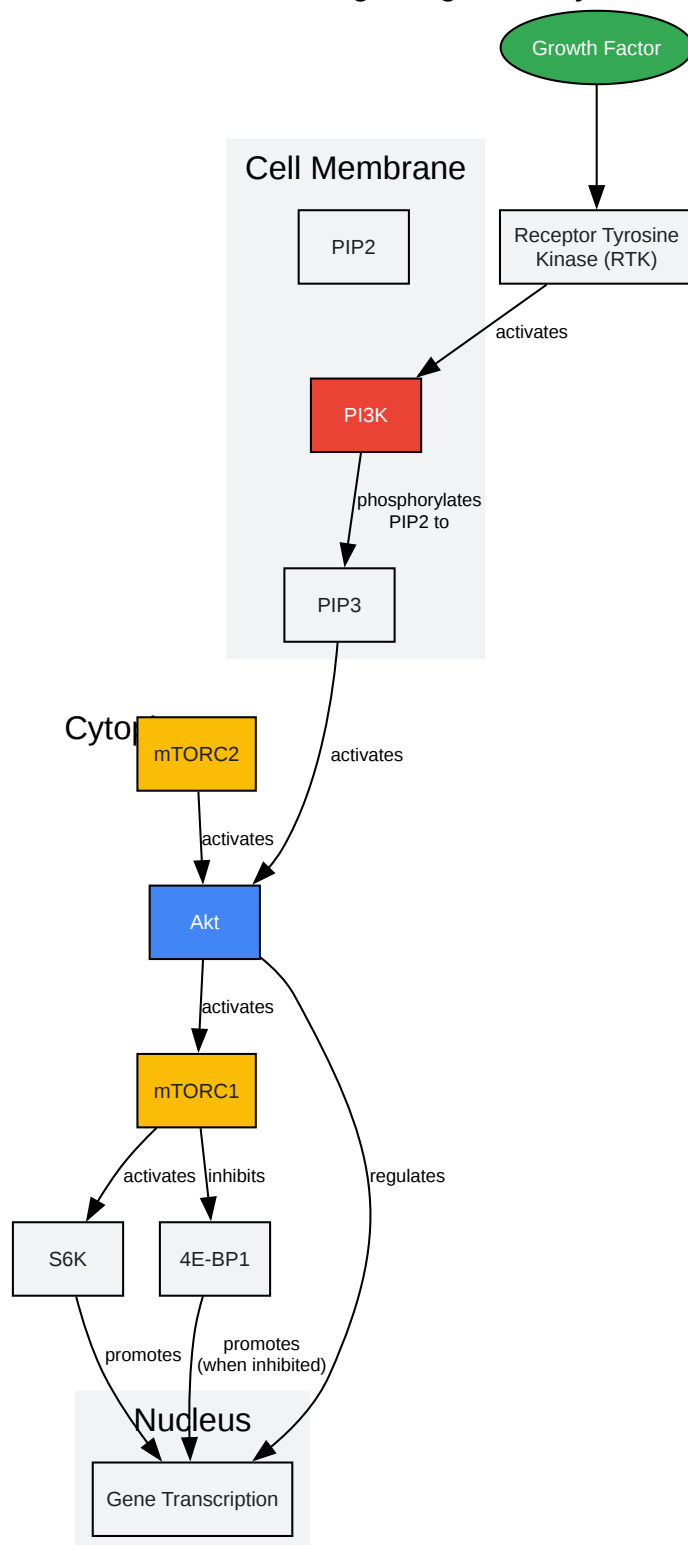 Growth Factor
Cell Membrane
PIP2
Receptor Tyrosine
Kinase (RTK)
activates
PI3K
phosphorylates
PIP2 to
PIP3
mTORC2
activates
activates
Akt
activates
mTORC1
activates
inhibits
regulates
S6K
4E-BP1
promotes
promotes
(when inhibited)
Nucleus
Gene Transcription